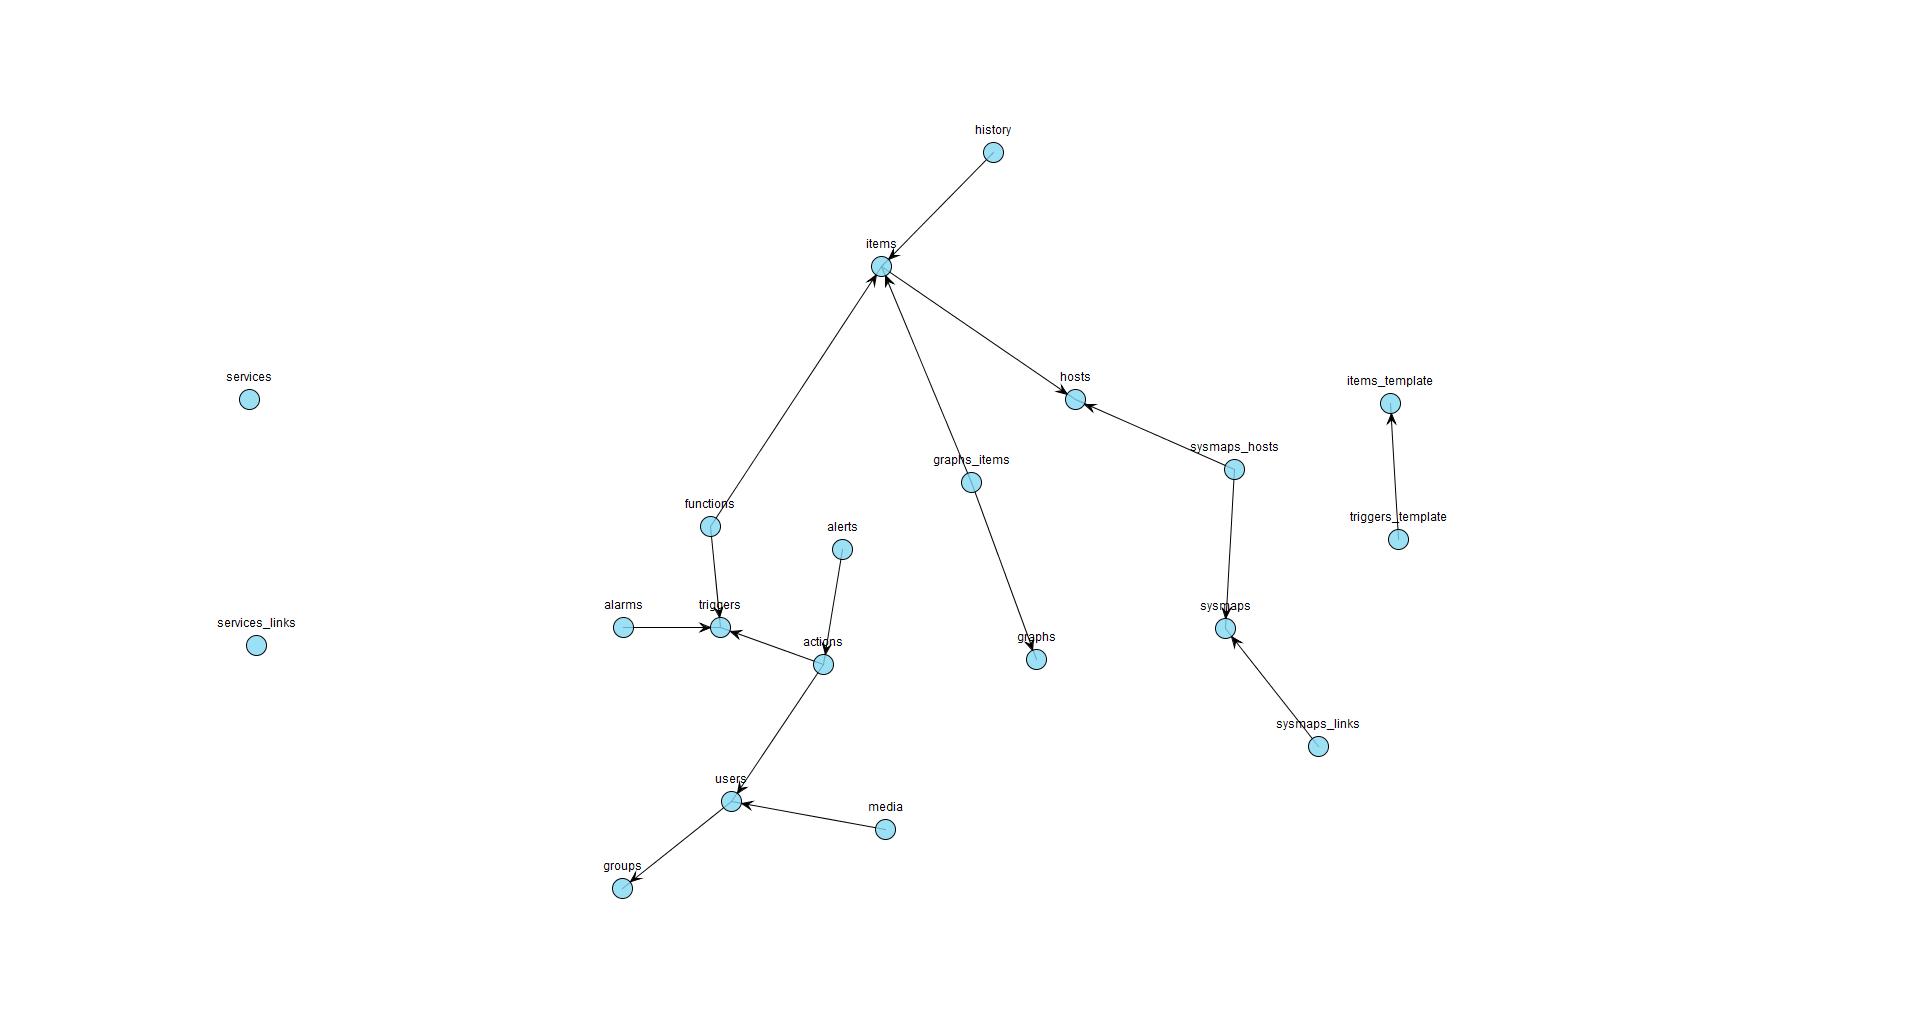 history
items
services
hosts
items_template
sysmaps_hosts
graphs_items
functions
triggers_template
alerts
alarms
triggers
sysmaps
services_links
actions
graphs
sysmaps_links
users
media
groups